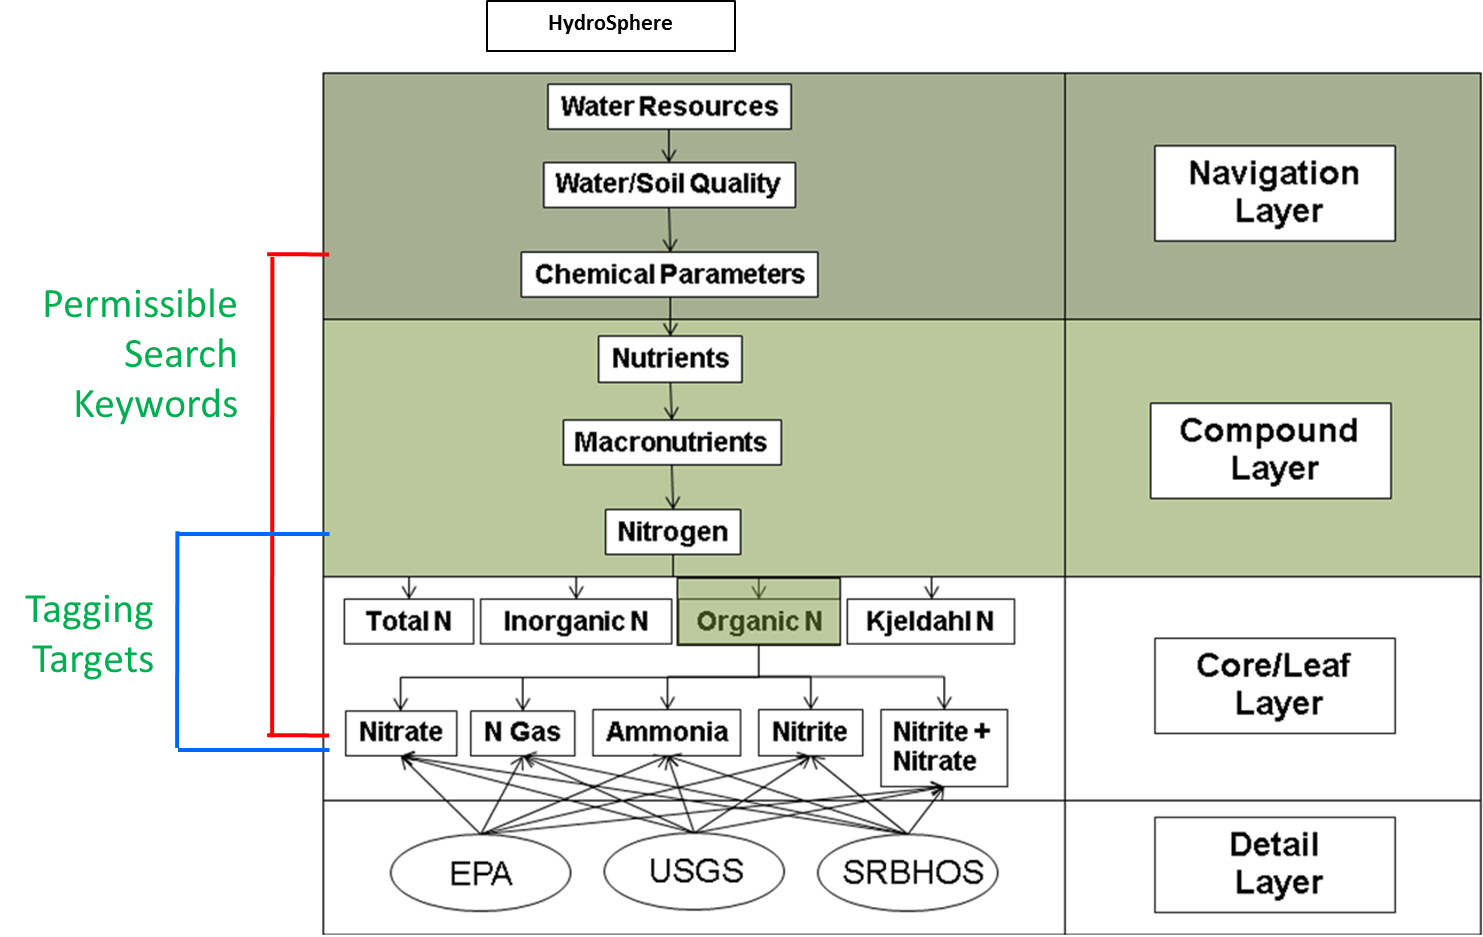 HydroSphere
Water Resources
Water/Soil Quality
Chemical Parameters
Navigation
Layer
Permissible
Search
Keywords
Nutrients
Macronutrients
Nitrogen
Compound
Layer
Tagging
Targets
Total N
Inorganic N
Organic N
Kjeldahl N
Nitrate
N Gas
Ammonia
Nitrite
Nitrite +
Nitrate
Core/Leaf
Layer
EPA
USGS
SRBHOS
Detail
Layer